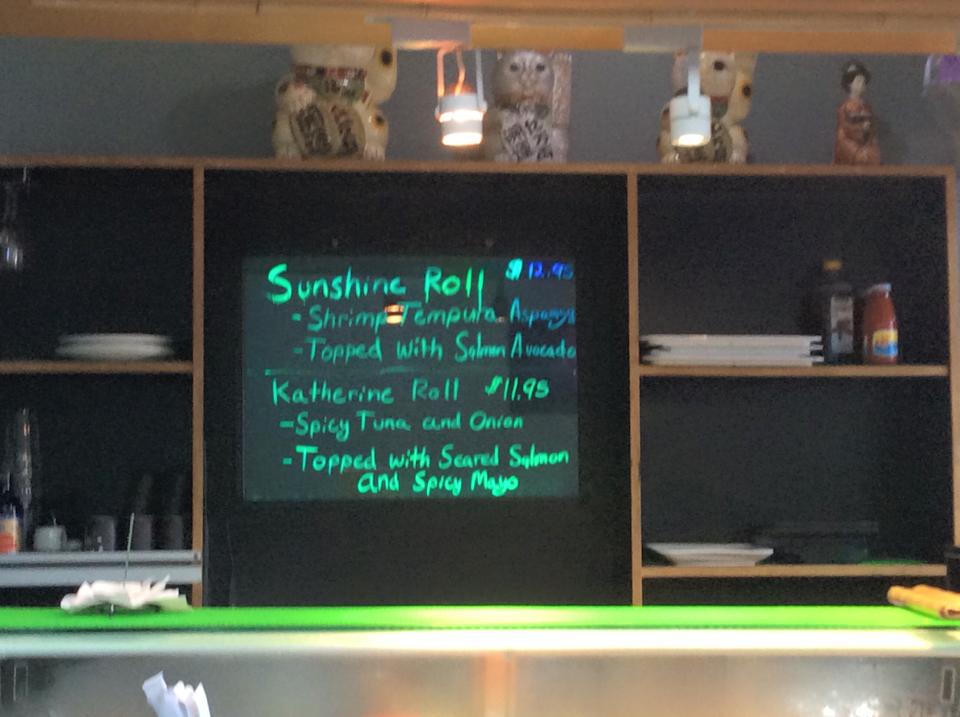 Sunshine Roll $12.95
- Shrimp Tempura Asparagus
- Topped with Salmon Avocado
Katherine Roll $11.95
- Spicy Tuna and Onion
- Topped with Seared Salmon
and Spicy Mayo